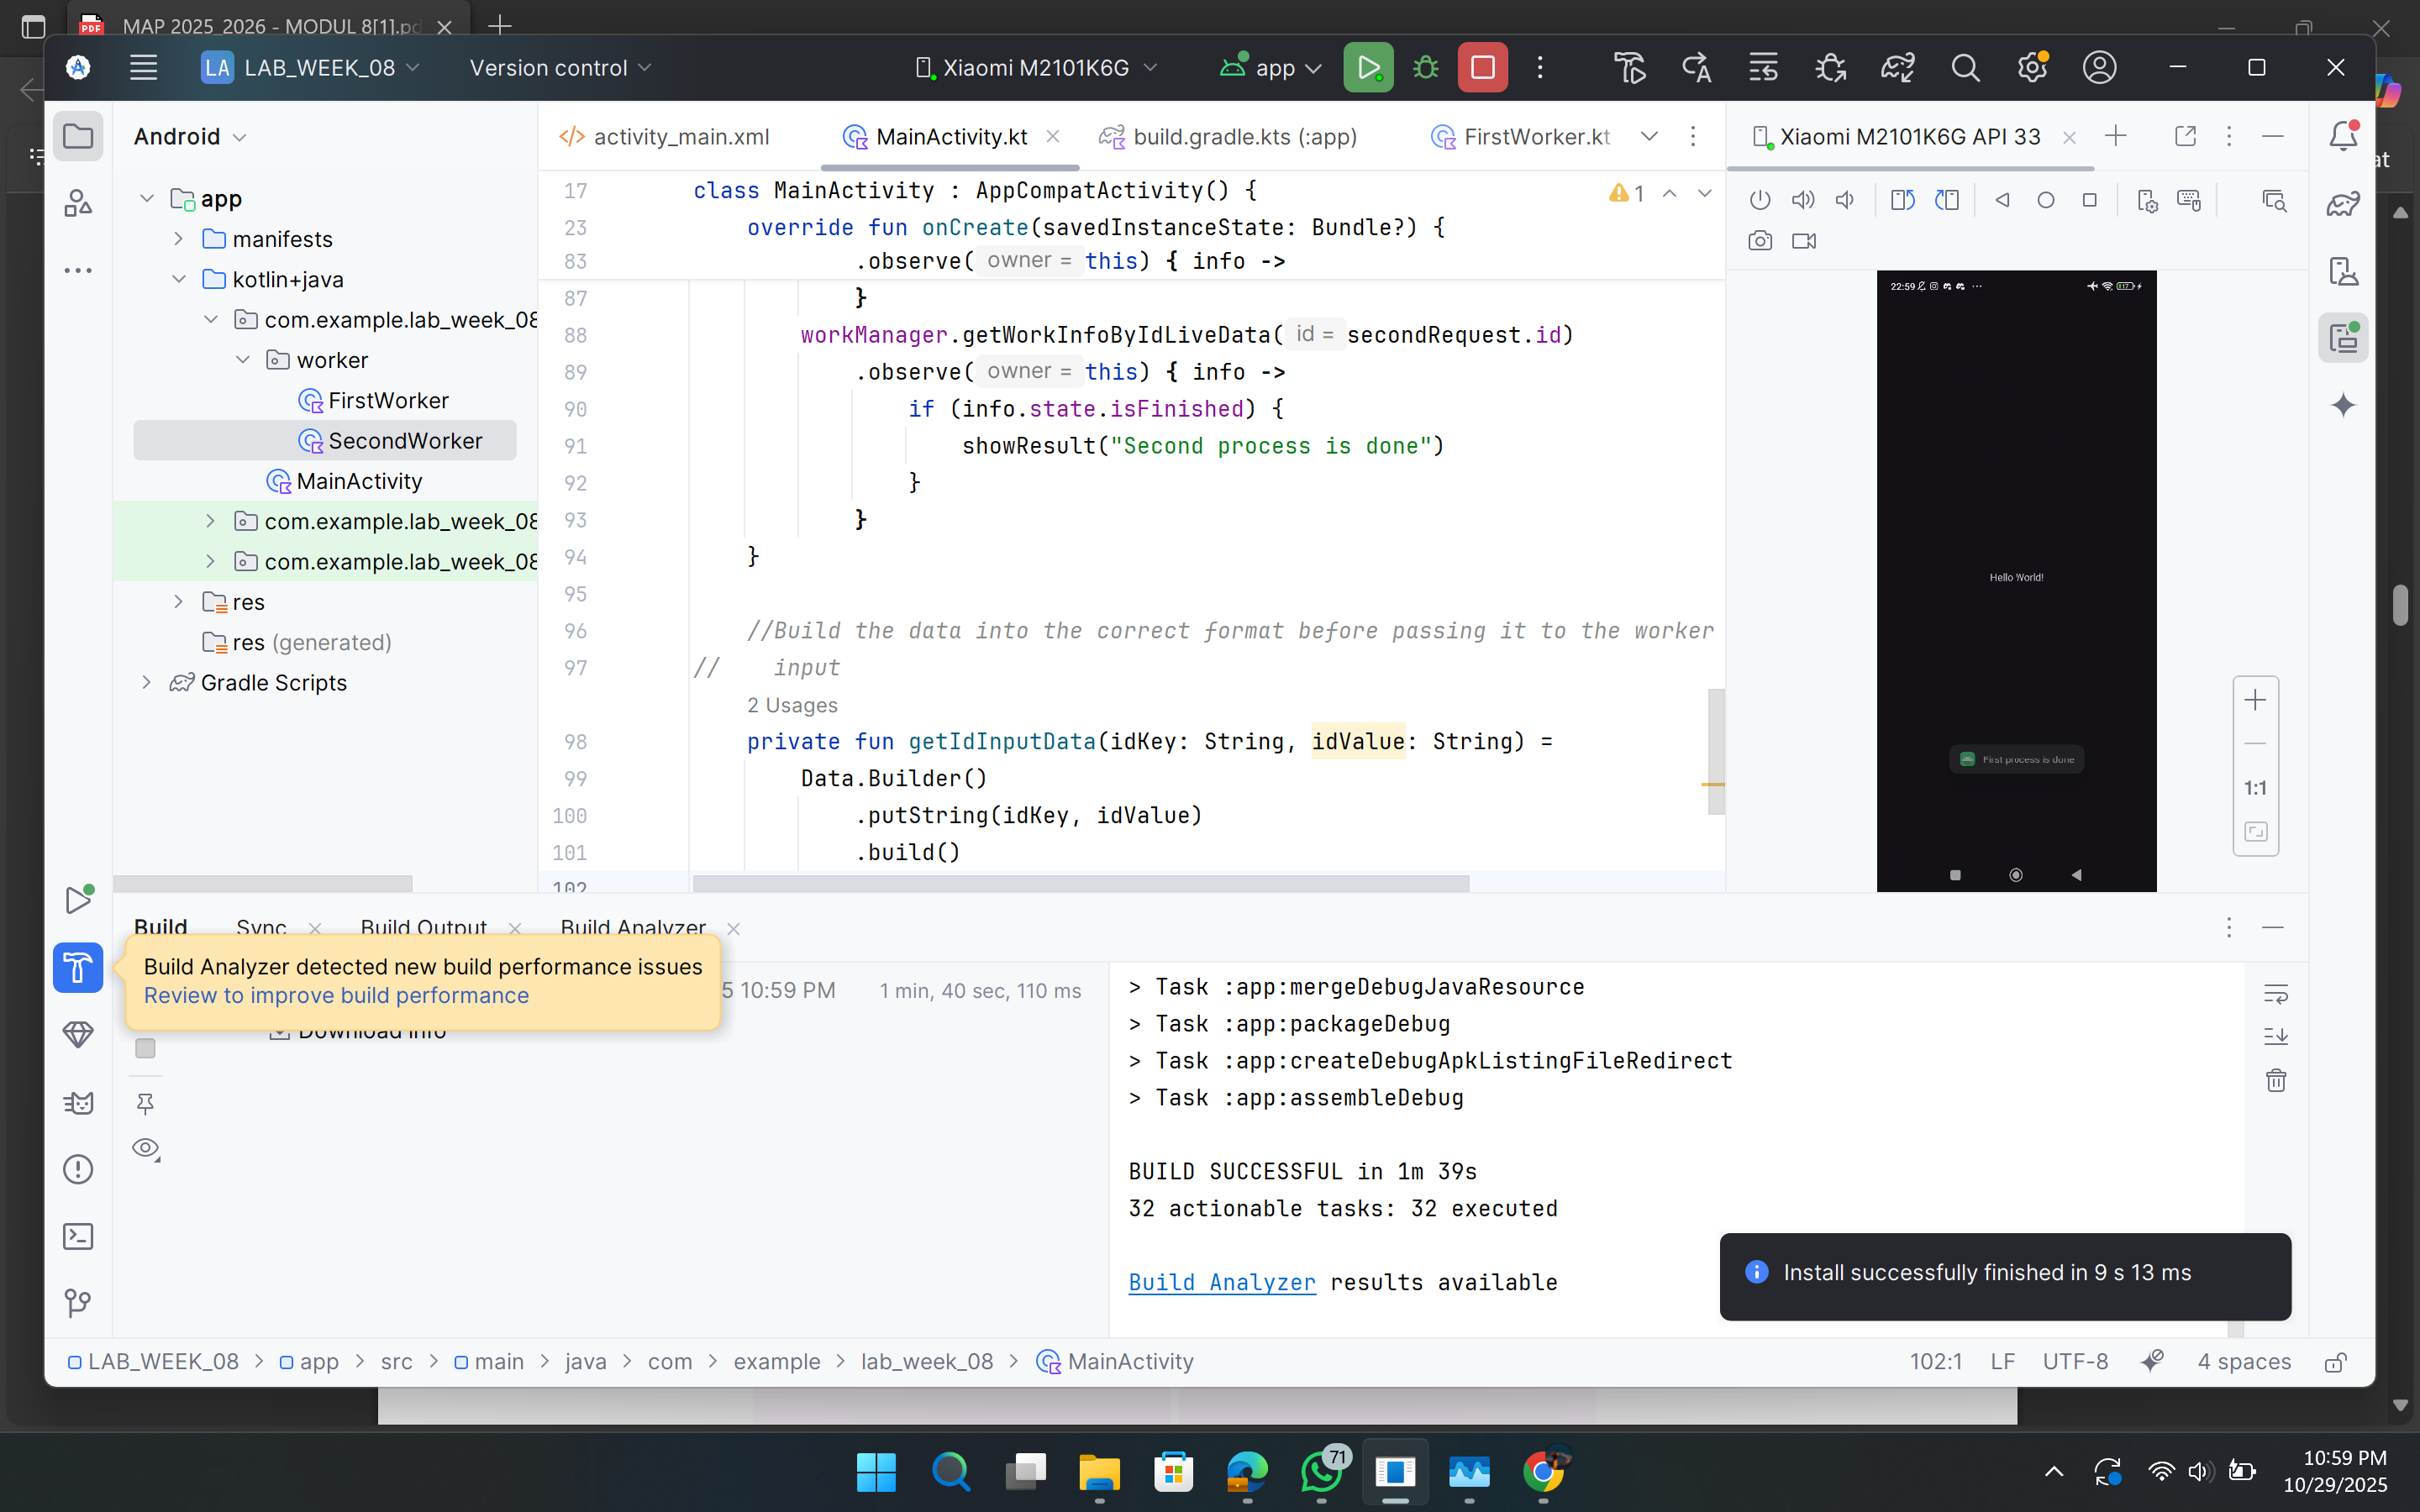 MAP 2025_2026 - MODUL 8[1].pd
LA LAB_WEEK_08
Version control
Xiaomi M2101K6G
app
Android
activity_main.xml
MainActivity.kt
build.gradle.kts (:app)
FirstWorker.kt
Xiaomi M2101K6G API 33
app
manifests
kotlin+java
com.example.lab_week_08
worker
FirstWorker
SecondWorker
MainActivity
com.example.lab_week_08
com.example.lab_week_08
res
res (generated)
Gradle Scripts
1
17 class MainActivity : AppCompatActivity() {
23 override fun onCreate(savedInstanceState: Bundle?) {
83 .observe( owner = this) { info ->
87 }
88 workManager.getWorkInfoByIdLiveData( id = secondRequest.id)
89 .observe( owner = this) { info ->
90 if (info.state.isFinished) {
91 showResult("Second process is done")
92 }
93 }
94 }
95
96 //Build the data into the correct format before passing it to the worker
97 // input
2 Usages
98 private fun getIdInputData(idKey: String, idValue: String) =
99 Data.Builder()
100 .putString(idKey, idValue)
101 .build()
102
22:59
Hello World!
First process is done
1:1
Build
Sync
Build Output
Build Analyzer
Build Analyzer detected new build performance issues
Review to improve build performance
5 10:59 PM
1 min, 40 sec, 110 ms
Download info
> Task :app:mergeDebugJavaResource
> Task :app:packageDebug
> Task :app:createDebugApkListingFileRedirect
> Task :app:assembleDebug
BUILD SUCCESSFUL in 1m 39s
32 actionable tasks: 32 executed
Build Analyzer results available
Install successfully finished in 9 s 13 ms
LAB_WEEK_08 > app > src > main > java > com > example > lab_week_08 > MainActivity
102:1
LF
UTF-8
4 spaces
71
10:59 PM
10/29/2025